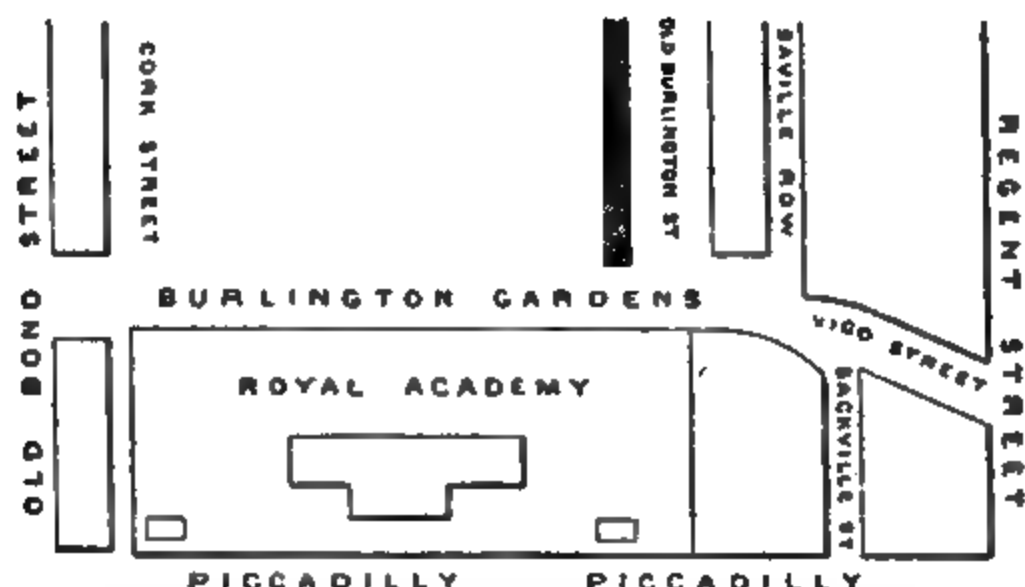 CORK STREET
OLD BURLINGTON ST
SAVILLE ROW
REGENT STREET
OLD BOND STREET
BURLINGTON GARDENS
VIGO STREET
ROYAL ACADEMY
SACKVILLE ST
PICCADILLY PICCADILLY